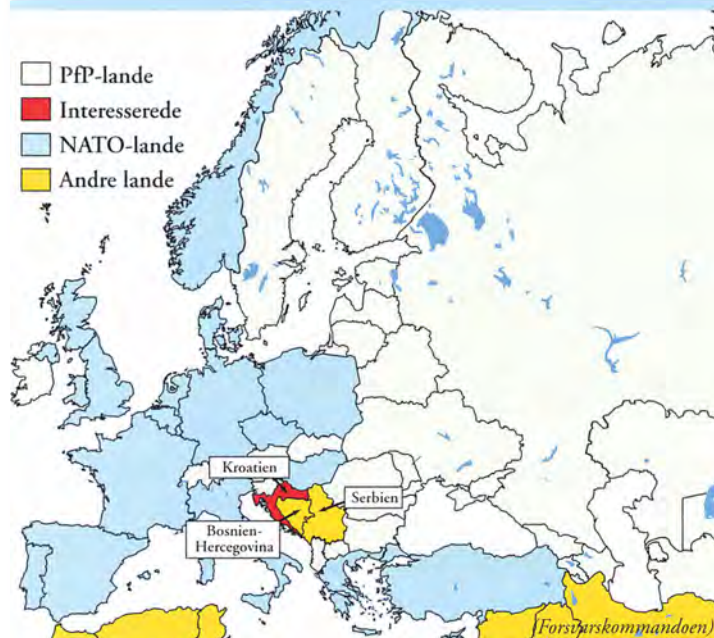 PfP-lande
Interesserede
NATO-lande
Andre lande
Kroatien
Serbien
Bosnien-
Hercegovina
(Forsvarskommandoen)